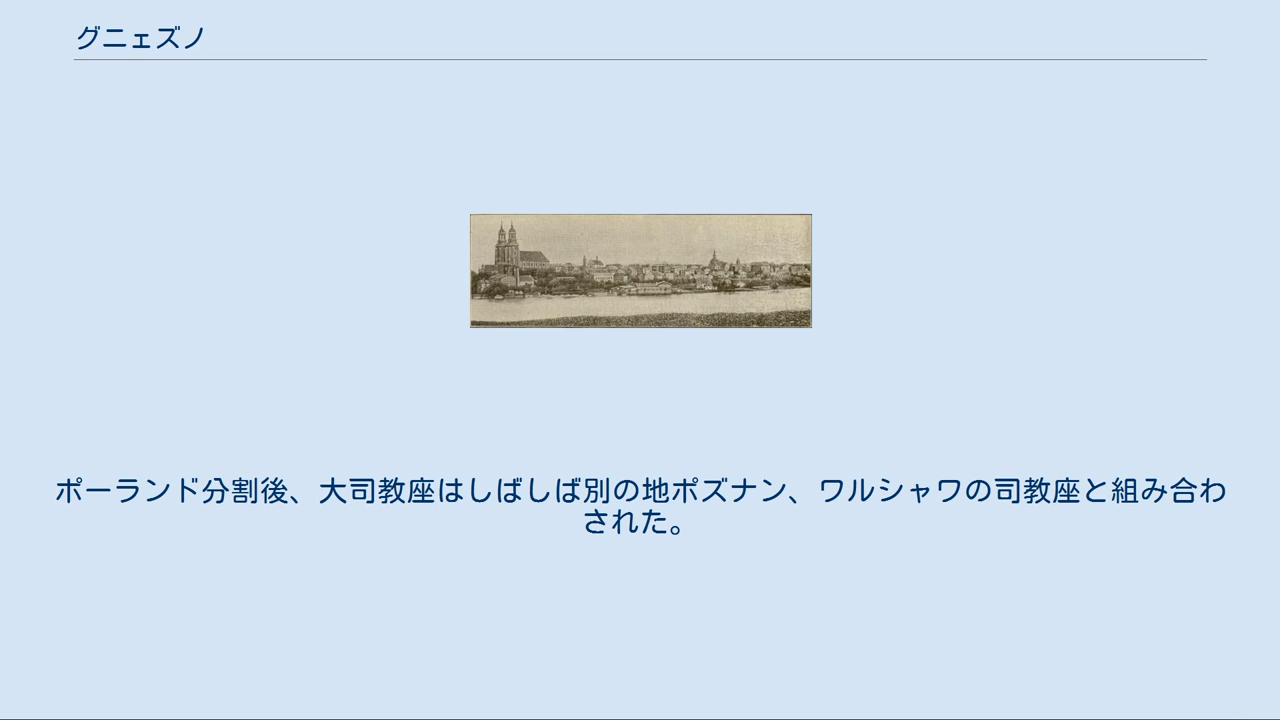 グニェズノ
ポーランド分割後、大司教座はしばしば別の地ポズナン、ワルシャワの司教座と組み合わ
された。